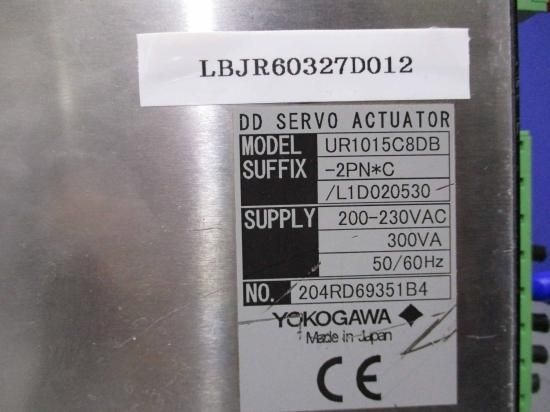 LBJR60327D012
DD SERVO ACTUATOR
MODEL UR1015C8DB
SUFFIX -2PN*C
/L1D020530
SUPPLY 200-230VAC
300VA
50/60Hz
NO. 204RD69351B4
YOKOGAWA
Made in Japan
CE